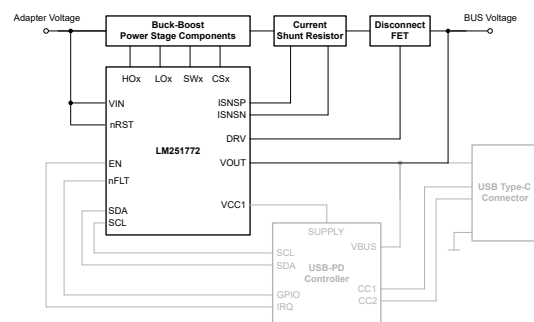 Adapter Voltage
Buck-Boost
Power Stage Components
Current
Shunt Resistor
Disconnect
FET
BUS Voltage
HOx LOx SWx CSx
VIN
nRST
ISNSP
ISNSN
DRV
LM251772
EN
VOUT
nFLT
VCC1
SDA
SCL
USB Type-C
Connector
SUPPLY
VBUS
SCL
SDA
USB-PD
Controller
GPIO
IRQ
CC1
CC2